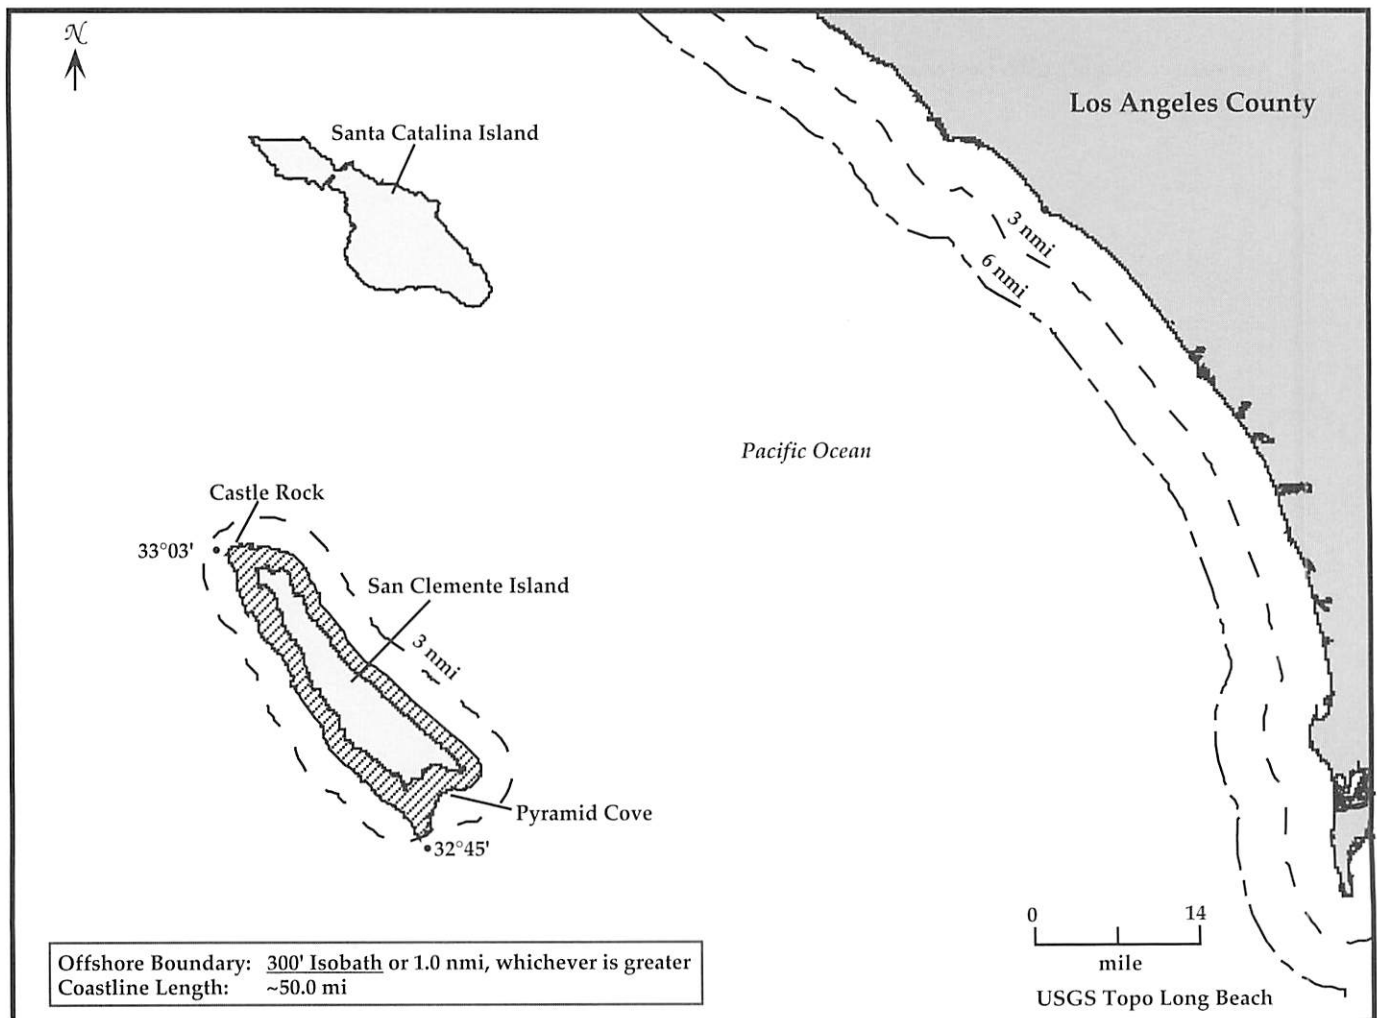 N
Los Angeles County
Santa Catalina Island
3 nmi
6 nmi
Pacific Ocean
Castle Rock
33°03'
San Clemente Island
3 nmi
Pyramid Cove
32°45'
0 14
mile
USGS Topo Long Beach
Offshore Boundary: 300' Isobath or 1.0 nmi, whichever is greater
Coastline Length: ~50.0 mi